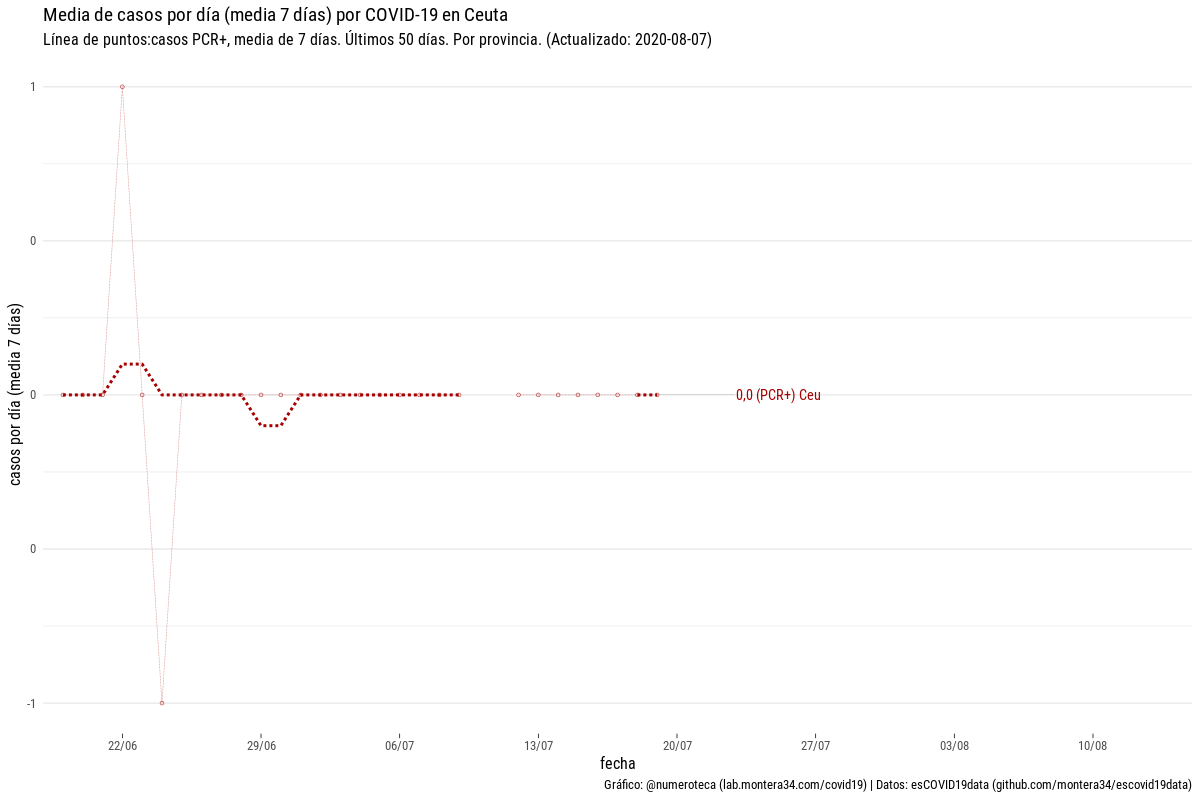 Media de casos por día (media 7 días) por COVID-19 en Ceuta
Línea de puntos:casos PCR+, media de 7 días. Últimos 50 días. Por provincia. (Actualizado: 2020-08-07)
casos por día (media 7 días)
1
0
0
0
-1
0,0 (PCR+) Ceu
22/06
29/06
06/07
13/07
20/07
27/07
03/08
10/08
fecha
Gráfico: @numeroteca (lab.montera34.com/covid19) | Datos: esCOVID19data (github.com/montera34/escovid19data)